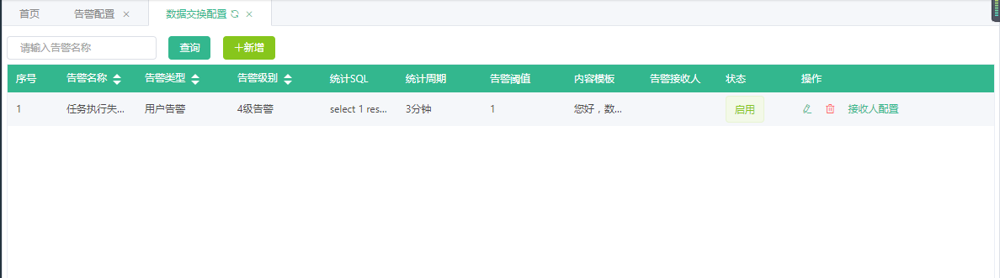 首页 告警配置 数据交换配置
请输入告警名称 查询 +新增
序号 告警名称 告警类型 告警级别 统计SQL 统计周期 告警阈值 内容模板 告警接收人 状态 操作
1 任务执行失... 用户告警 4级告警 select 1 res... 3分钟 1 您好，数... 启用 接收人配置